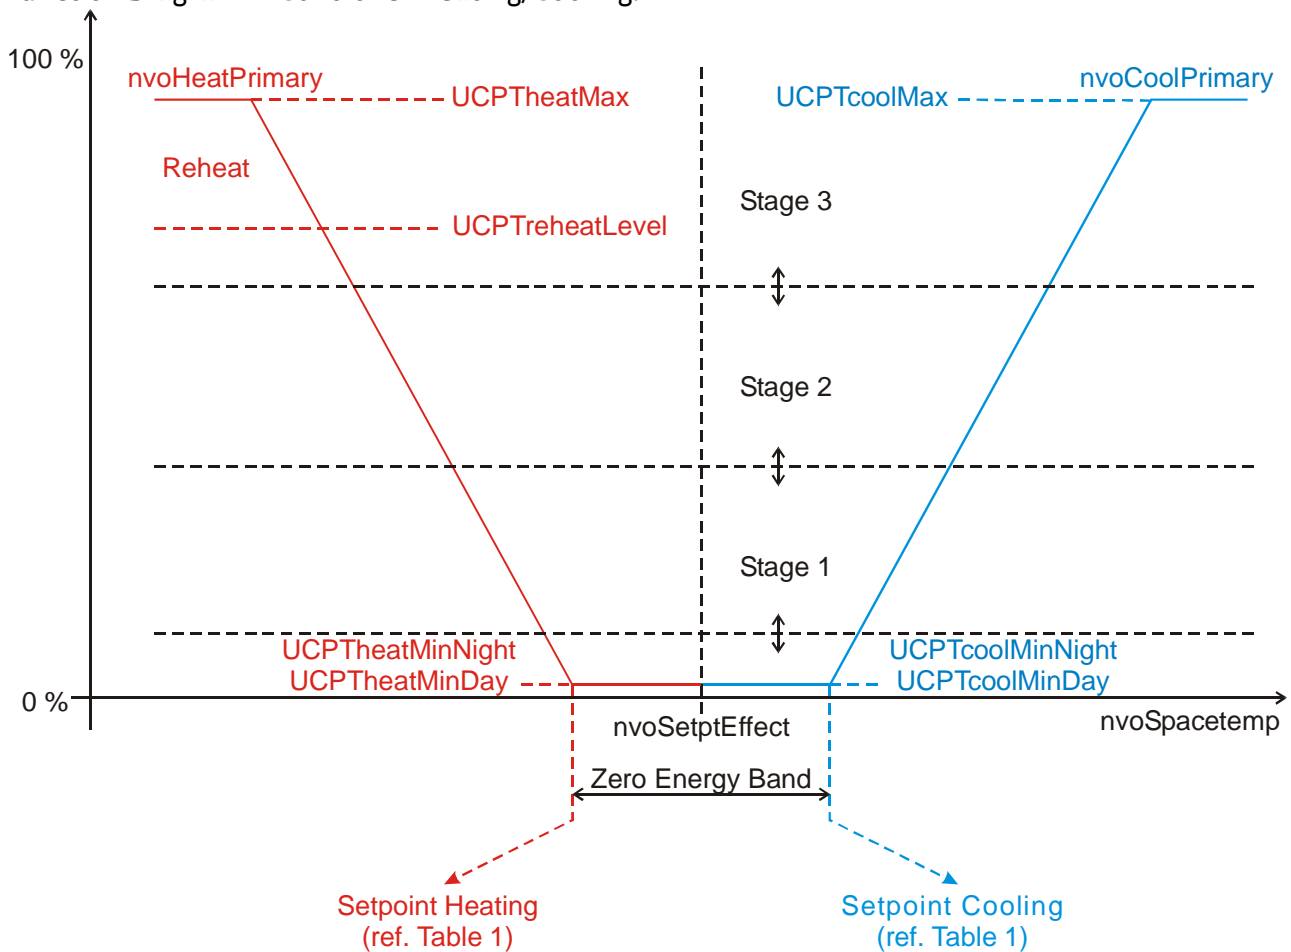 100 %
nvoHeatPrimary
nvoCoolPrimary
UCPTheatMax
UCPTcoolMax
Reheat
Stage 3
UCPTreheatLevel
Stage 2
Stage 1
UCPTheatMinNight
UCPTcoolMinNight
UCPTheatMinDay
UCPTcoolMinDay
0 %
nvoSetptEffect
nvoSpacetemp
Zero Energy Band
Setpoint Heating
(ref. Table 1)
Setpoint Cooling
(ref. Table 1)